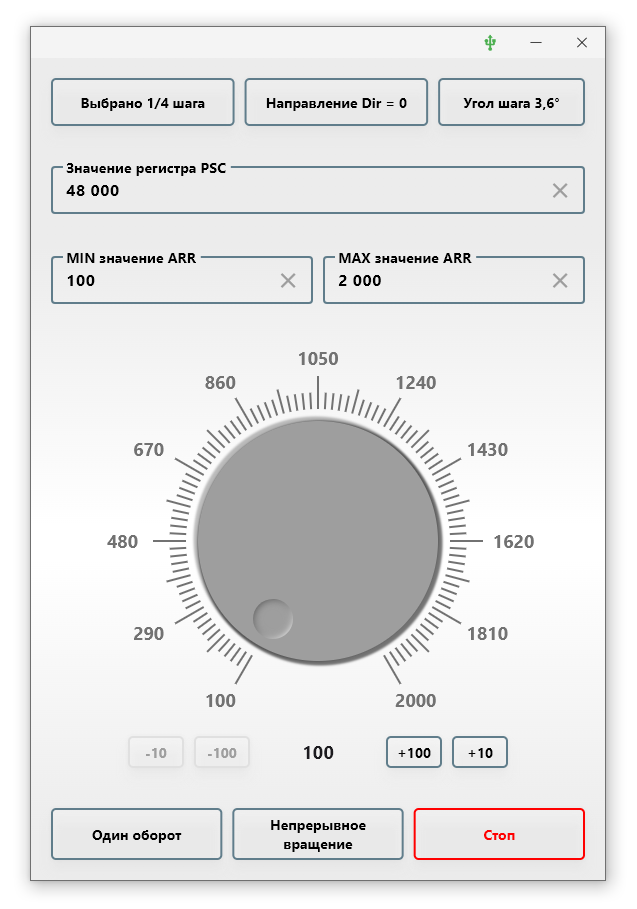 Выбрано 1/4 шага
Направление Dir = 0
Угол шага 3,6°
Значение регистра PSC
48 000
MIN значение ARR
100
MAX значение ARR
2 000
1050
860
1240
670
1430
480
1620
290
1810
100
2000
-10
-100
100
+100
+10
Один оборот
Непрерывное
вращение
Стоп